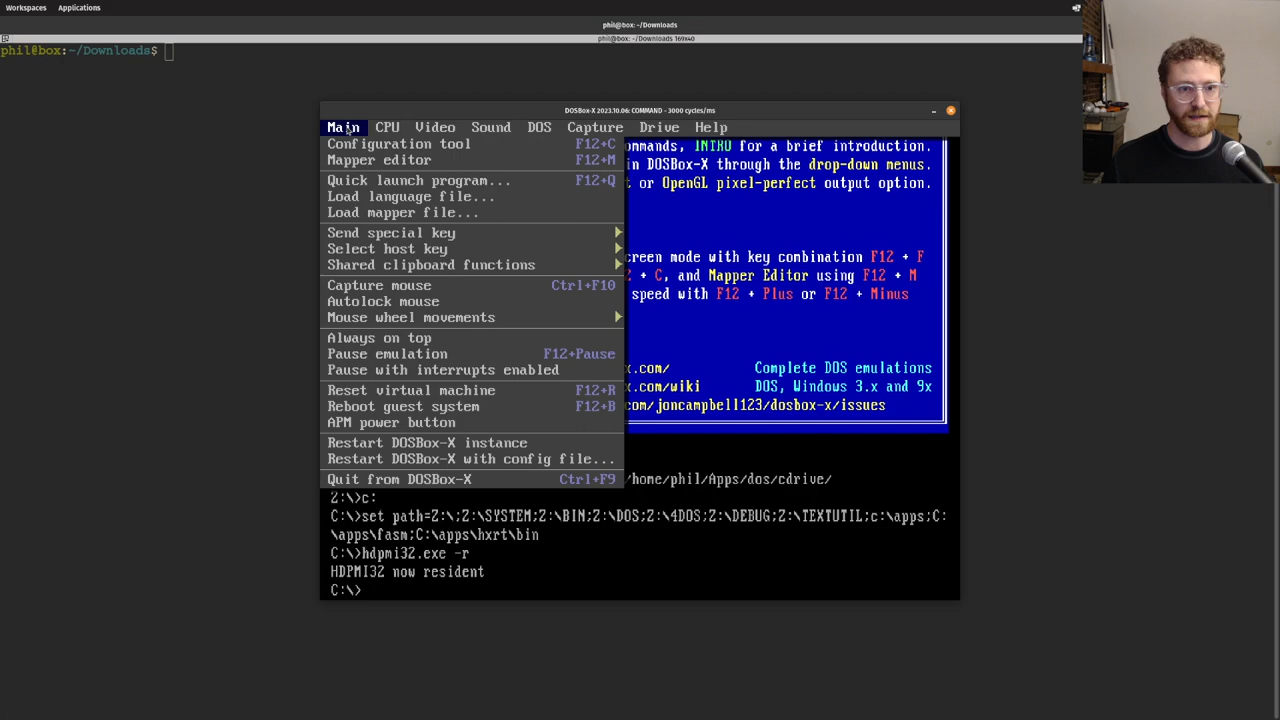 Workspaces Applications
phil@box: ~/Downloads
phil@box: ~/Downloads 169x40
phil@box:~/Downloads$
DOSBox-X 2023.10.06: COMMAND - 3000 cycles/ms
Main CPU Video Sound DOS Capture Drive Help
Configuration tool F12+C
Mapper editor F12+M
Quick launch program... F12+Q
Load language file...
Load mapper file...
Send special key
Select host key
Shared clipboard functions
Capture mouse Ctrl+F10
Autolock mouse
Mouse wheel movements
Always on top
Pause emulation F12+Pause
Pause with interrupts enabled
Reset virtual machine F12+R
Reboot guest system F12+B
APM power button
Restart DOSBox-X instance
Restart DOSBox-X with config file...
Quit from DOSBox-X Ctrl+F9
ommands, INTRO for a brief introduction.
in DOSBox-X through the drop-down menus.
t or OpenGL pixel-perfect output option.
creen mode with key combination F12 + F
2 + C, and Mapper Editor using F12 + M
speed with F12 + Plus or F12 + Minus
x.com/ Complete DOS emulations
x.com/wiki DOS, Windows 3.x and 9x
com/joncampbell123/dosbox-x/issues
/home/phil/Apps/dos/cdrive/
Z:\>c:
C:\>set path=Z:\;Z:\SYSTEM;Z:\BIN;Z:\DOS;Z:\4DOS;Z:\DEBUG;Z:\TEXTUTIL;c:\apps;C:
\apps\fasm;C:\apps\hxrt\bin
C:\>hdpmi32.exe -r
HDPMI32 now resident
C:\>